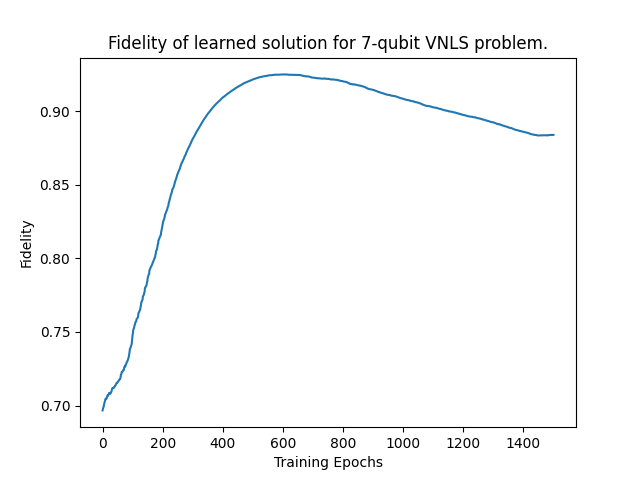 Fidelity of learned solution for 7-qubit VNLS problem.
Fidelity
0.90
0.85
0.80
0.75
0.70
0 200 400 600 800 1000 1200 1400
Training Epochs